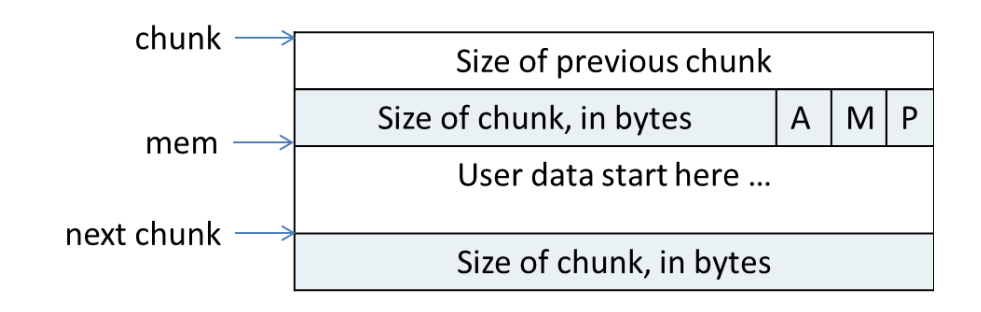 chunk
Size of previous chunk
Size of chunk, in bytes A M P
mem
User data start here ...
next chunk
Size of chunk, in bytes